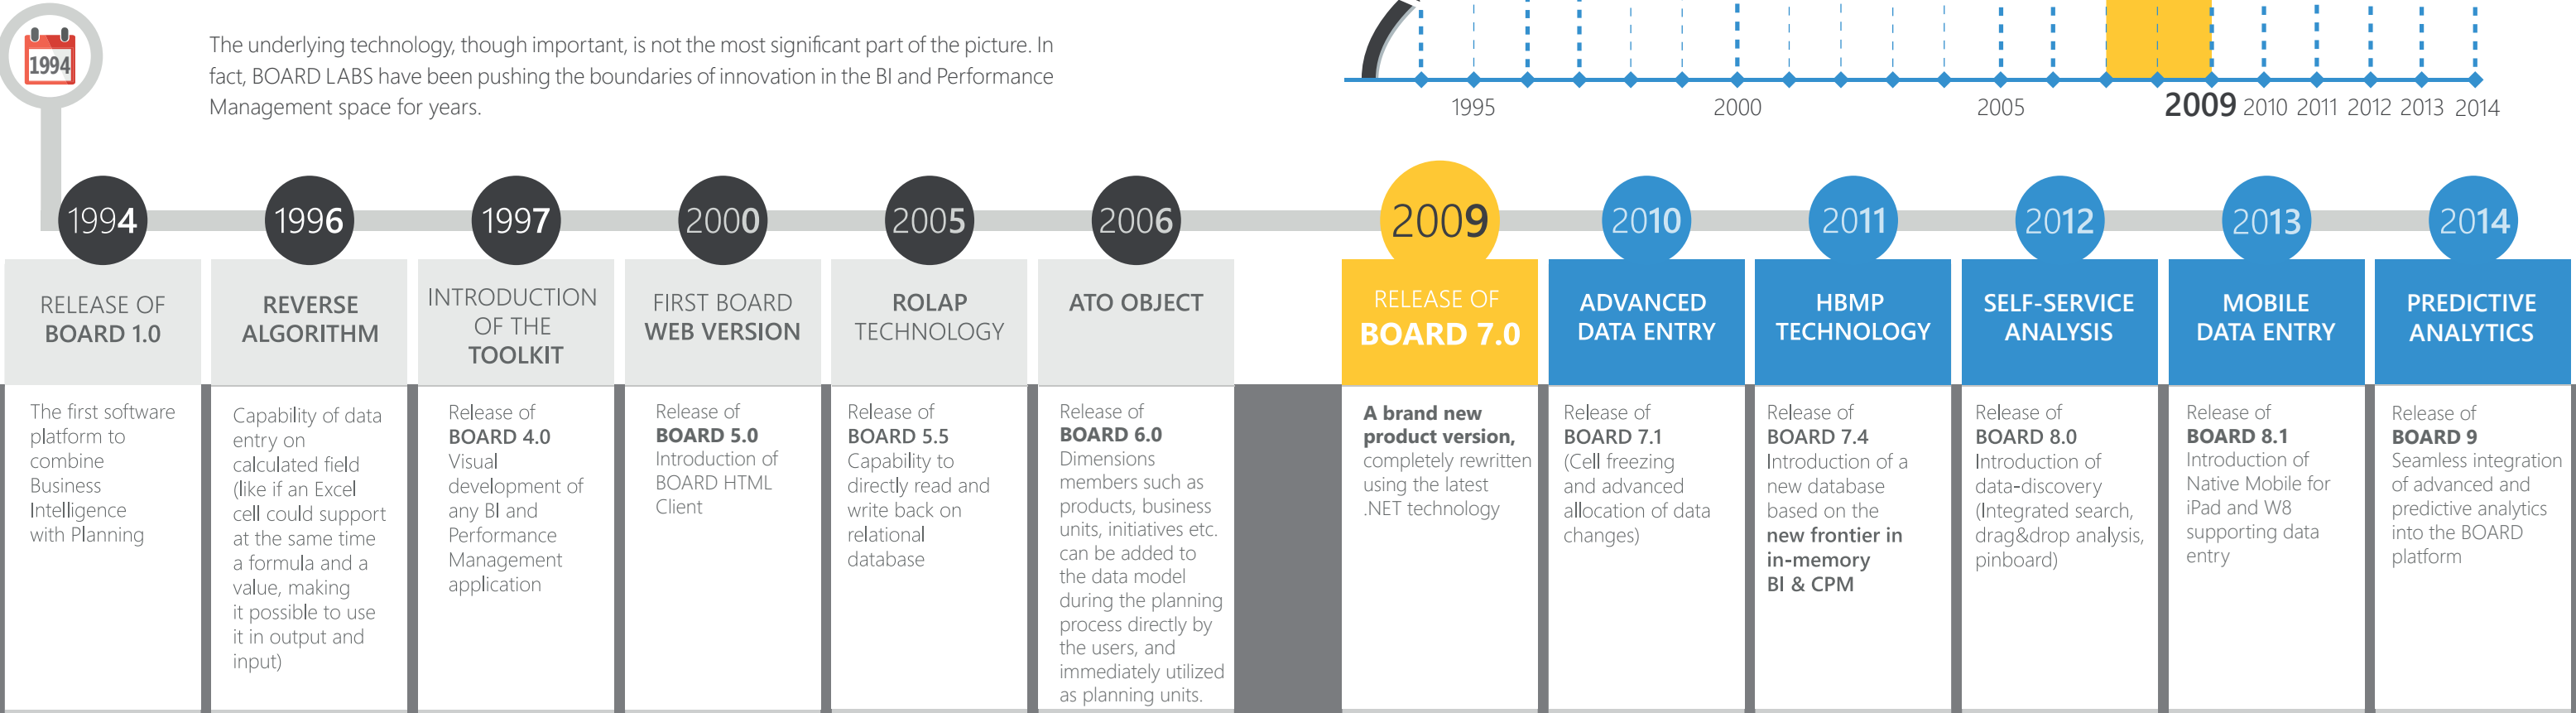 1994
The underlying technology, though important, is not the most significant part of the picture. In
fact, BOARD LABS have been pushing the boundaries of innovation in the BI and Performance
Management space for years.
1995
2000
2005
2009
2010
2011
2012
2013
2014
1994
RELEASE OF
BOARD 1.0
The first software
platform to
combine
Business
Intelligence
with Planning
1996
REVERSE
ALGORITHM
Capability of data
entry on
calculated field
(like if an Excel
cell could support
at the same time
a formula and a
value, making
it possible to use
it in output and
input)
1997
INTRODUCTION
OF THE
TOOLKIT
Release of
BOARD 4.0
Visual
development of
any BI and
Performance
Management
application
2000
FIRST BOARD
WEB VERSION
Release of
BOARD 5.0
Introduction of
BOARD HTML
Client
2005
ROLAP
TECHNOLOGY
Release of
BOARD 5.5
Capability to
directly read and
write back on
relational
database
2006
ATO OBJECT
Release of
BOARD 6.0
Dimensions
members such as
products, business
units, initiatives etc.
can be added to
the data model
during the planning
process directly by
the users, and
immediately utilized
as planning units.
2009
RELEASE OF
BOARD 7.0
A brand new
product version,
completely rewritten
using the latest
.NET technology
2010
ADVANCED
DATA ENTRY
Release of
BOARD 7.1
(Cell freezing
and advanced
allocation of data
changes)
2011
HBMP
TECHNOLOGY
Release of
BOARD 7.4
Introduction of a
new database
based on the
new frontier in
in-memory
BI & CPM
2012
SELF-SERVICE
ANALYSIS
Release of
BOARD 8.0
Introduction of
data-discovery
(Integrated search,
drag&drop analysis,
pinboard)
2013
MOBILE
DATA ENTRY
Release of
BOARD 8.1
Introduction of
Native Mobile for
iPad and W8
supporting data
entry
2014
PREDICTIVE
ANALYTICS
Release of
BOARD 9
Seamless integration
of advanced and
predictive analytics
into the BOARD
platform